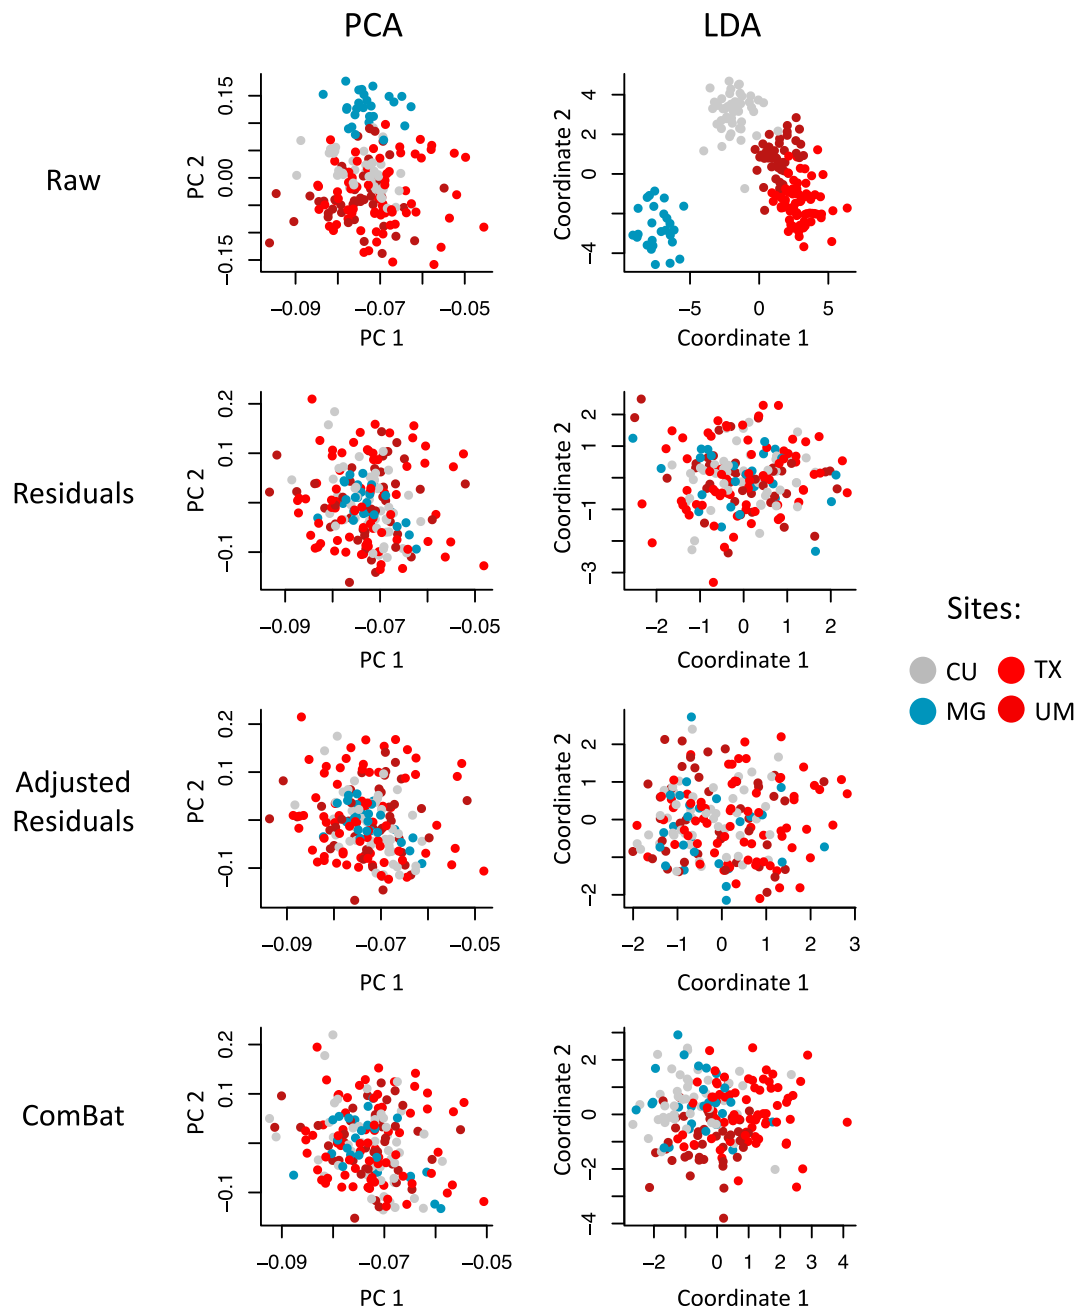 PCA LDA
Raw
0.15
0.00
−0.15
PC 2
−0.09 −0.07 −0.05
PC 1
4
2
0
−4
Coordinate 2
−5 0 5
Coordinate 1
Residuals
0.2
0.1
−0.1
PC 2
−0.09 −0.07 −0.05
PC 1
2
1
−1
−3
Coordinate 2
−2 −1 0 1 2
Coordinate 1
Sites:
CU TX
MG UM
Adjusted
Residuals
0.2
0.1
−0.1
PC 2
−0.09 −0.07 −0.05
PC 1
2
1
0
−2
Coordinate 2
−2 −1 0 1 2 3
Coordinate 1
ComBat
0.2
0.1
−0.1
PC 2
−0.09 −0.07 −0.05
PC 1
2
0
−2
−4
Coordinate 2
−2 0 1 2 3 4
Coordinate 1